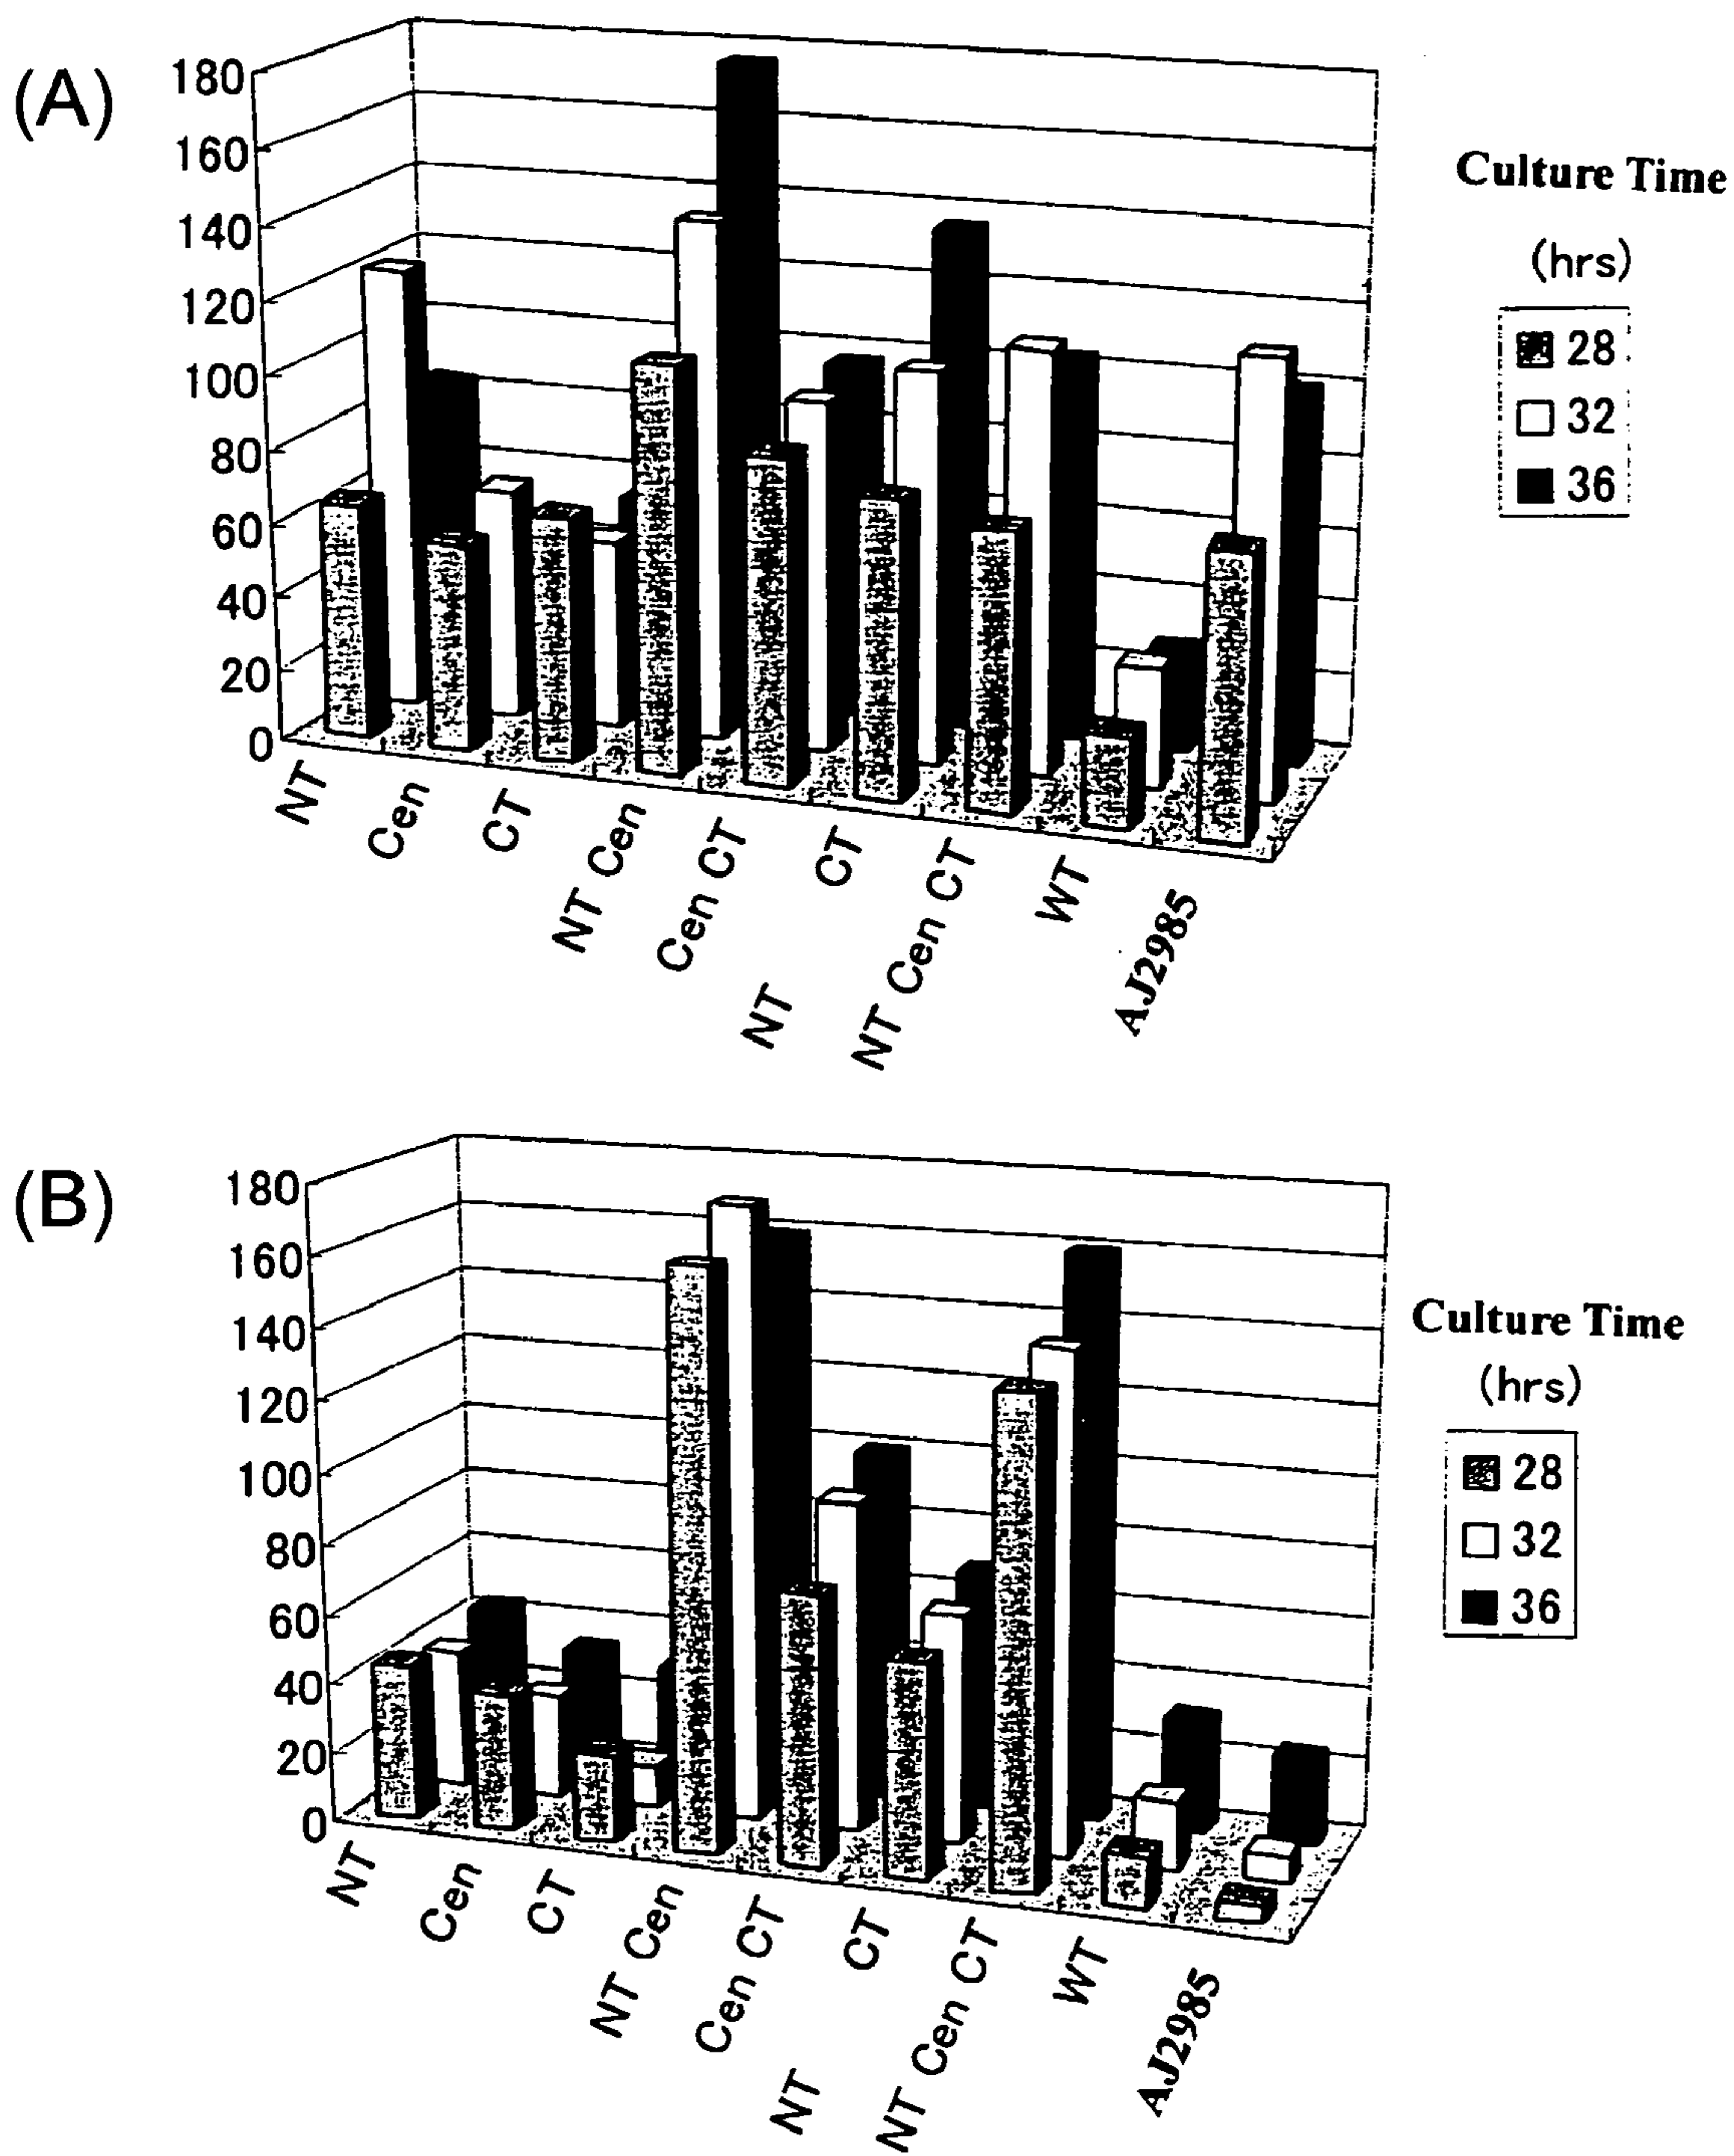 (A)
180
160
140
120
100
80
60
40
20
0
NT
Cen
CT
NT Cen
Cen CT
NT CT
NT Cen CT
WT
AJ2985
Culture Time
(hrs)
28
32
36
(B)
180
160
140
120
100
80
60
40
20
0
NT
Cen
CT
NT Cen
Cen CT
NT CT
NT Cen CT
WT
AJ2985
Culture Time
(hrs)
28
32
36